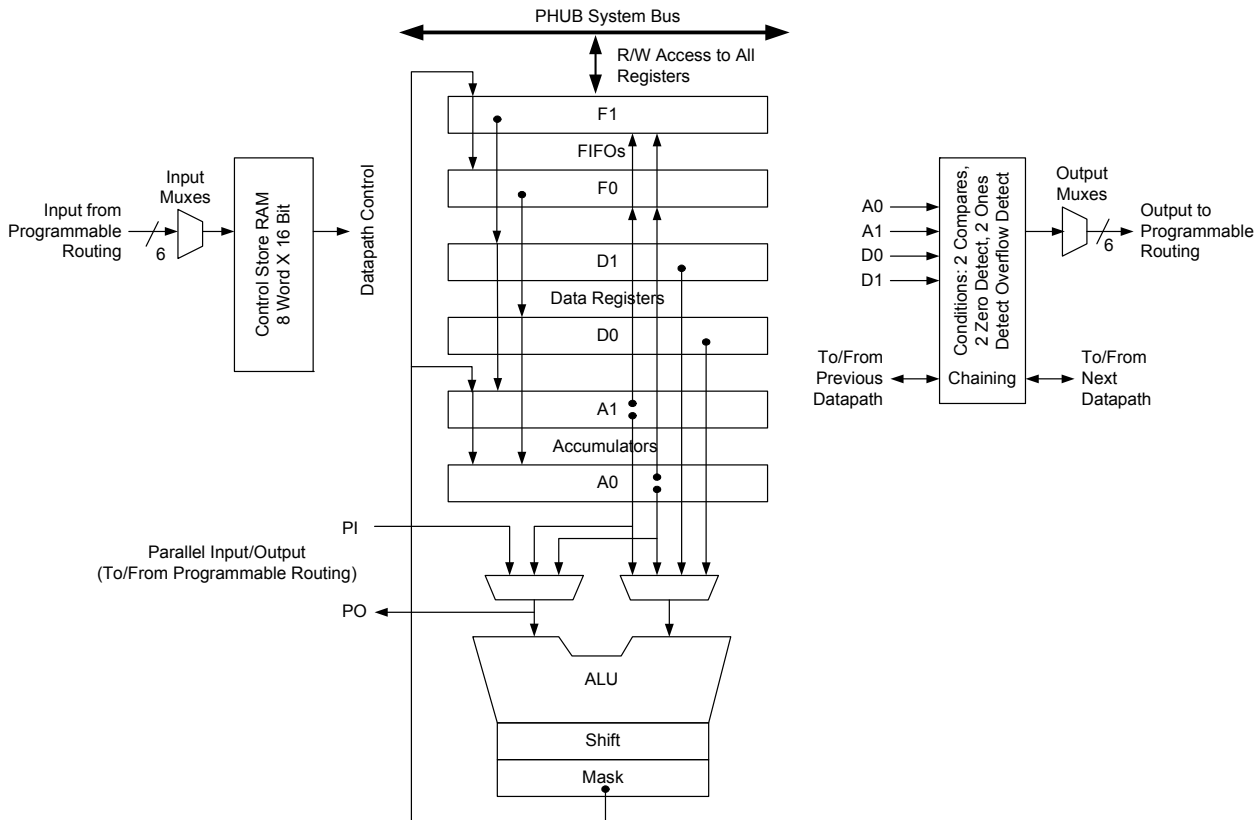 PHUB System Bus
R/W Access to All
Registers
F1
FIFOs
F0
D1
Data Registers
D0
A1
Accumulators
A0
Input from
Programmable
Routing
6
Input
Muxes
Control Store RAM
8 Word X 16 Bit
Datapath Control
PI
Parallel Input/Output
(To/From Programmable Routing)
PO
ALU
Shift
Mask
A0
A1
D0
D1
Conditions: 2 Compares,
2 Zero Detect, 2 Ones
Detect Overflow Detect
Chaining
To/From
Previous
Datapath
To/From
Next
Datapath
Output
Muxes
6
Output to
Programmable
Routing